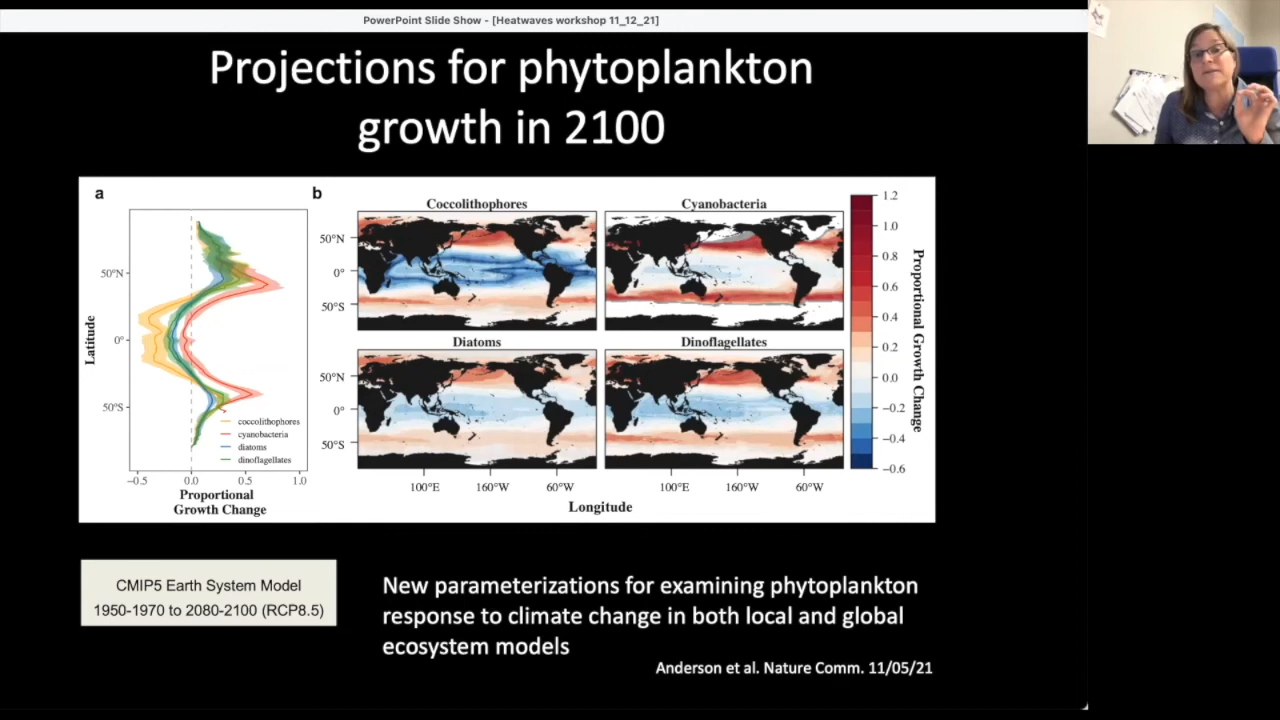 PowerPoint Slide Show - [Heatwaves workshop 11_12_21]
Projections for phytoplankton
growth in 2100
a
50°N
0°
50°S
Latitude
coccolithophores
cyanobacteria
diatoms
dinoflagellates
−0.5 0.0 0.5 1.0
Proportional
Growth Change
b
Coccolithophores Cyanobacteria
50°N
0°
50°S
Diatoms Dinoflagellates
50°N
0°
50°S
100°E 160°W 60°W 100°E 160°W 60°W
Longitude
1.2
1.0
0.8
0.6
0.4
0.2
0.0
−0.2
−0.4
−0.6
Proportional Growth Change
CMIP5 Earth System Model
1950-1970 to 2080-2100 (RCP8.5)
New parameterizations for examining phytoplankton
response to climate change in both local and global
ecosystem models
Anderson et al. Nature Comm. 11/05/21